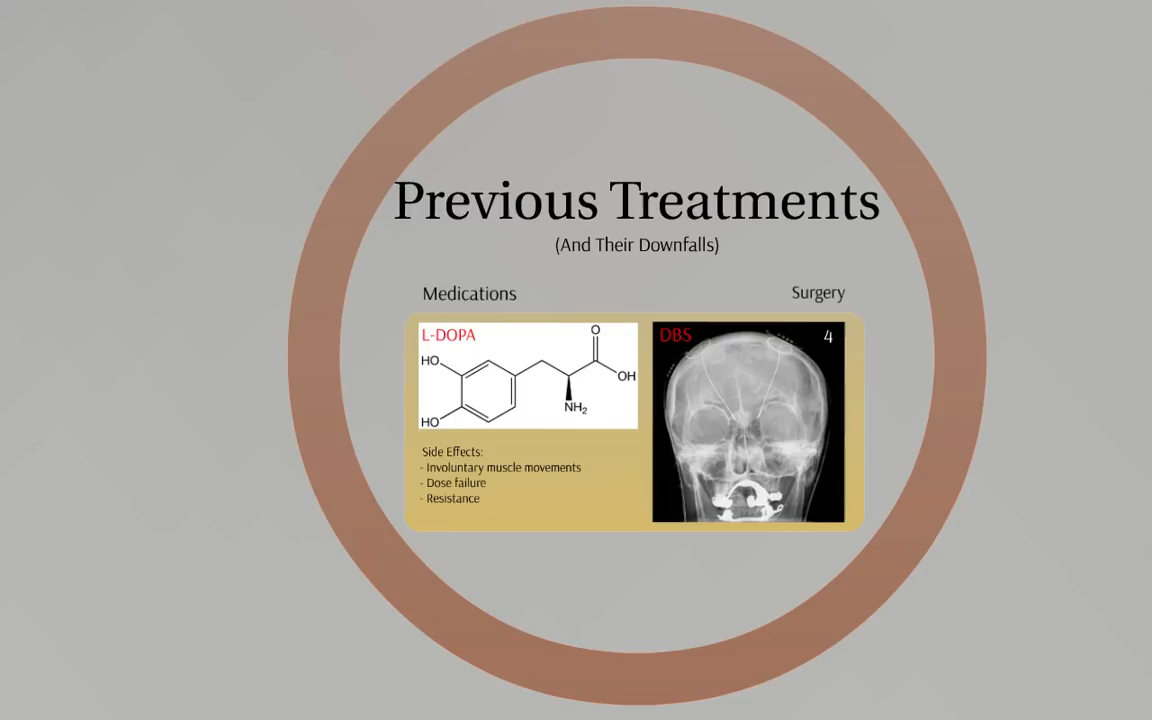 Previous Treatments
(And Their Downfalls)
Medications
Surgery
L-DOPA
O
HO
OH
NH₂
HO
DBS
4
Side Effects:
- Involuntary muscle movements
- Dose failure
- Resistance